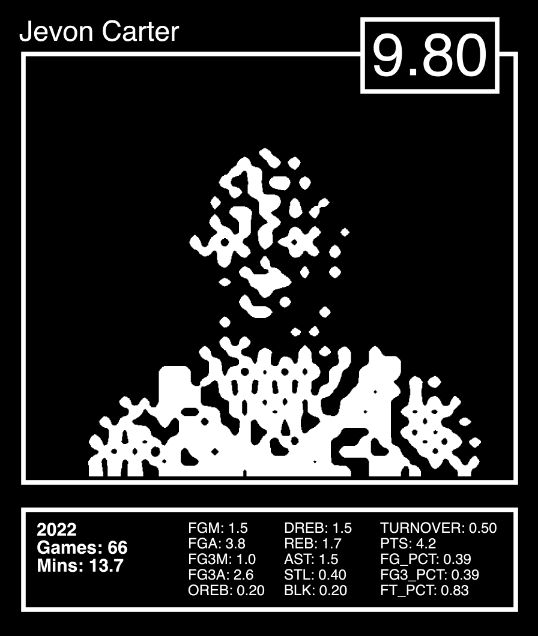 Jevon Carter
9.80
2022
Games: 66
Mins: 13.7
FGM: 1.5
FGA: 3.8
FG3M: 1.0
FG3A: 2.6
OREB: 0.20
DREB: 1.5
REB: 1.7
AST: 1.5
STL: 0.40
BLK: 0.20
TURNOVER: 0.50
PTS: 4.2
FG_PCT: 0.39
FG3_PCT: 0.39
FT_PCT: 0.83